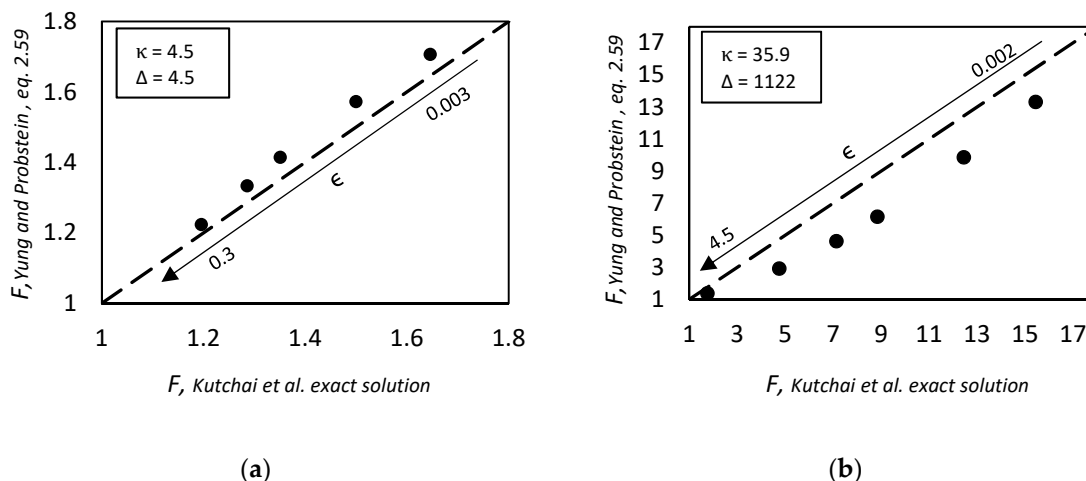 1.8
1.6
1.4
1.2
1
F,Yung and Probstein , eq. 2.59
κ = 4.5
Δ = 4.5
0.003
ϵ
0.3
1 1.2 1.4 1.6 1.8
F, Kutchai et al. exact solution
(a)
17
15
13
11
9
7
5
3
1
F,Yung and Probstein, eq. 2.59
κ = 35.9
Δ = 1122
0.002
ϵ
4.5
1 3 5 7 9 11 13 15 17
F, Kutchai et al. exact solution
(b)